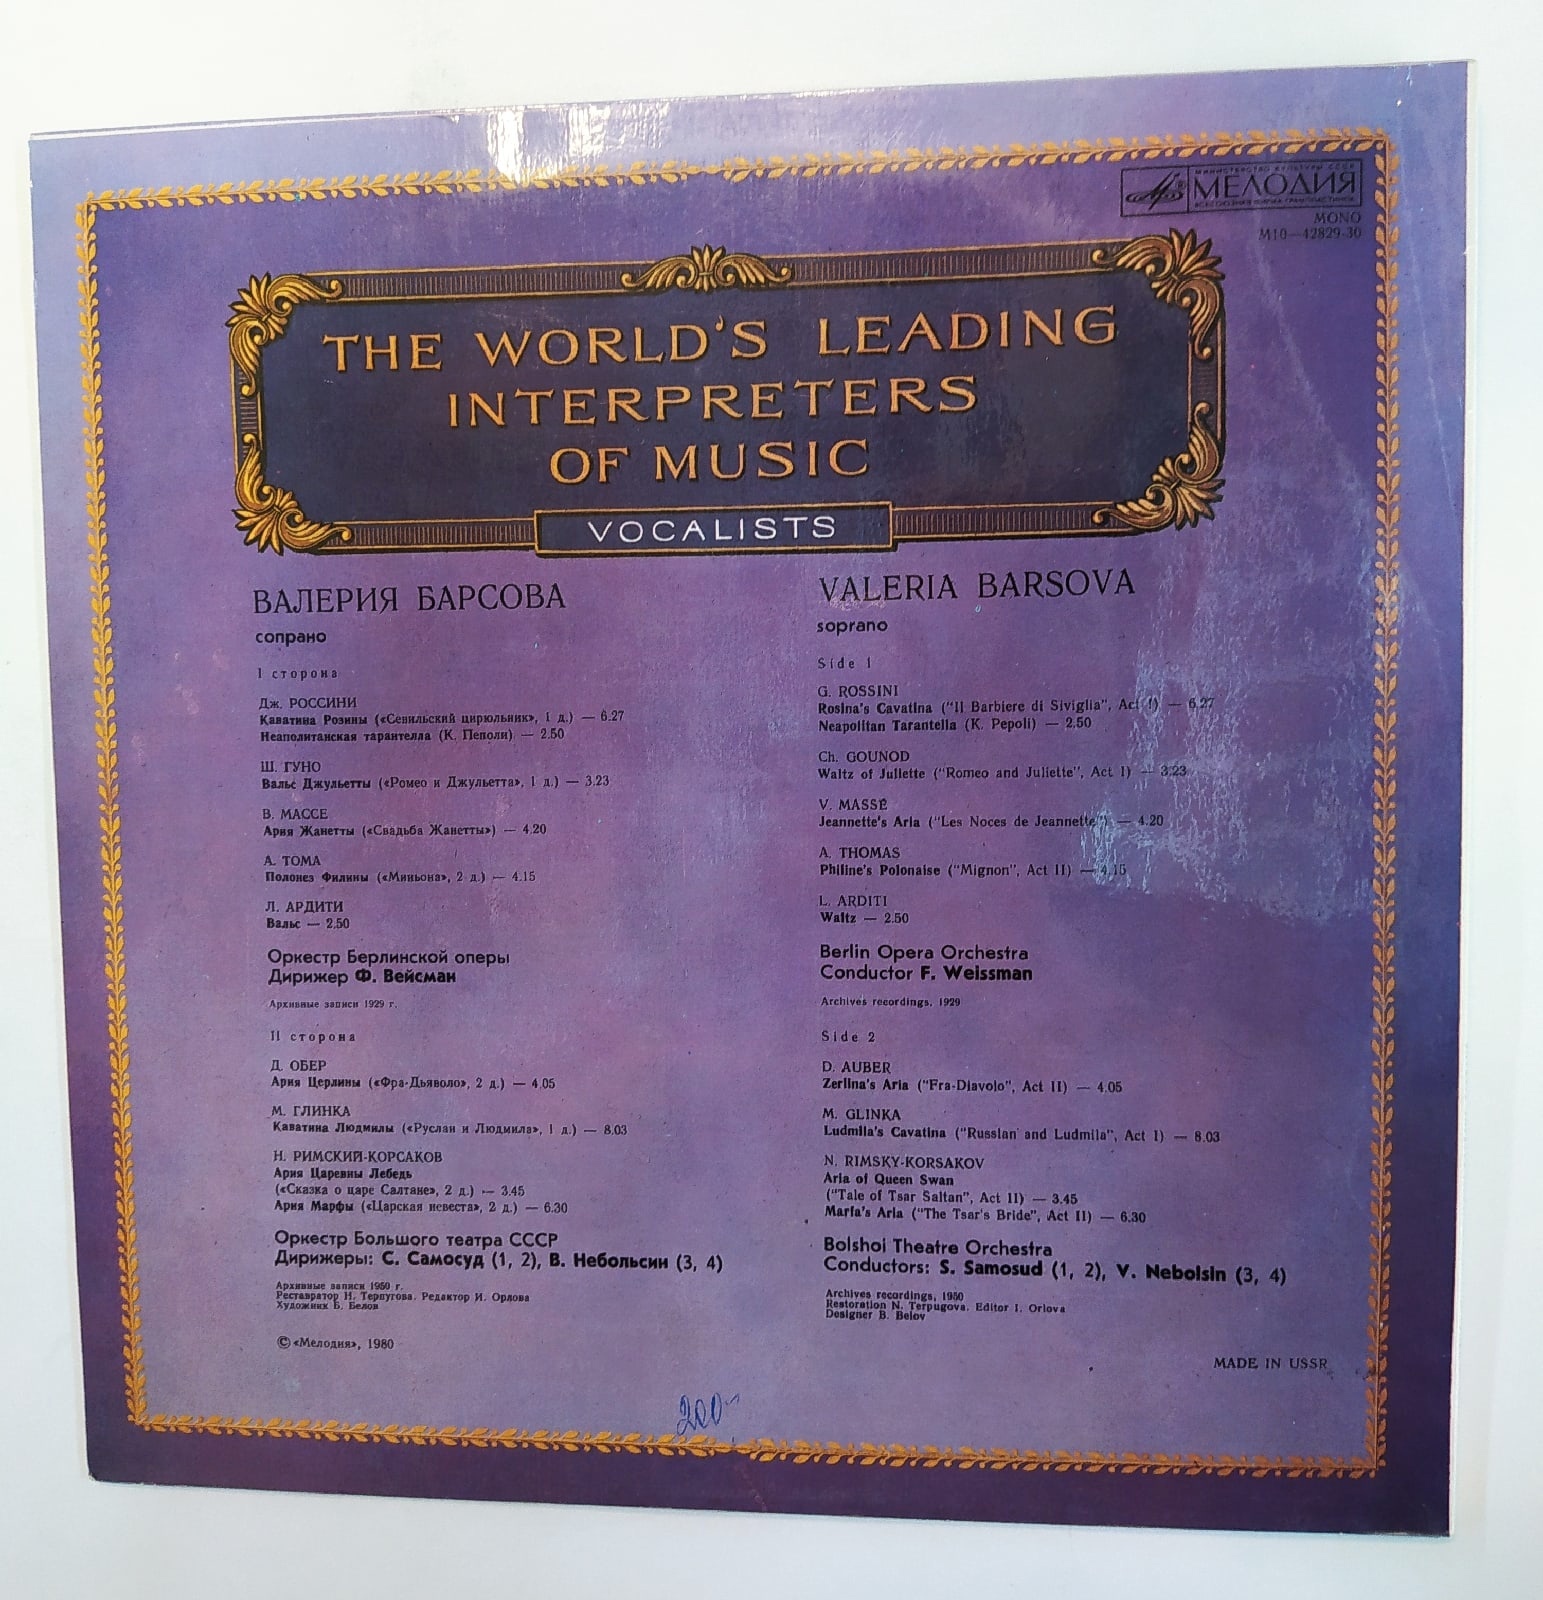 МИНИСТЕРСТВО КУЛЬТУРЫ СССР
МЕЛОДИЯ
MONO
М10—42829-30
THE WORLD'S LEADING
INTERPRETERS
OF MUSIC
VOCALISTS
ВАЛЕРИЯ БАРСОВА
сопрано
I сторона
Дж. РОССИНИ
Каватина Розины («Севильский цирюльник», 1 д.) — 6.27
Неаполитанская тарантелла (К. Пеполи) — 2.50
Ш. ГУНО
Вальс Джульетты («Ромео и Джульетта», 1 д.) — 3.23
В. МАССЕ
Ария Жанетты («Свадьба Жанетты») — 4.20
А. ТОМА
Полонез Филины («Миньона», 2 д.) — 4.15
Л. АРДИТИ
Вальс — 2.50
Оркестр Берлинской оперы
Дирижер Ф. Вейсман
Архивные записи 1929 г.
II сторона
Д. ОБЕР
Ария Церлины («Фра-Дьяволо», 2 д.) — 4.05
М. ГЛИНКА
Каватина Людмилы («Руслан и Людмила», 1 д.) — 8.03
Н. РИМСКИЙ-КОРСАКОВ
Ария Царевны Лебедь
(«Сказка о царе Салтане», 2 д.) — 3.45
Ария Марфы («Царская невеста», 2 д.) — 6.30
Оркестр Большого театра СССР
Дирижеры: С. Самосуд (1, 2), В. Небольсин (3, 4)
Архивные записи 1950 г.
Реставратор Н. Терпугова. Редактор И. Орлова
Художник Б. Белов
© «Мелодия», 1980
VALERIA BARSOVA
soprano
Side 1
G. ROSSINI
Rosina's Cavatina ("Il Barbiere di Siviglia", Act I) — 6.27
Neapolitan Tarantella (K. Pepoli) — 2.50
Ch. GOUNOD
Waltz of Juliette ("Romeo and Juliette", Act I) — 3.23
V. MASSÉ
Jeannette's Aria ("Les Noces de Jeannette") — 4.20
A. THOMAS
Philine's Polonaise ("Mignon", Act II) — 4.15
L. ARDITI
Waltz — 2.50
Berlin Opera Orchestra
Conductor F. Weissman
Archives recordings, 1929
Side 2
D. AUBER
Zerlina's Aria ("Fra-Diavolo", Act II) — 4.05
M. GLINKA
Ludmila's Cavatina ("Russlan and Ludmila", Act I) — 8.03
N. RIMSKY-KORSAKOV
Aria of Queen Swan
("Tale of Tsar Saltan", Act II) — 3.45
Marfa's Aria ("The Tsar's Bride", Act II) — 6.30
Bolshoi Theatre Orchestra
Conductors: S. Samosud (1, 2), V. Nebolsin (3, 4)
Archives recordings, 1950
Restoration N. Terpugova. Editor I. Orlova
Designer B. Belov
MADE IN USSR
200